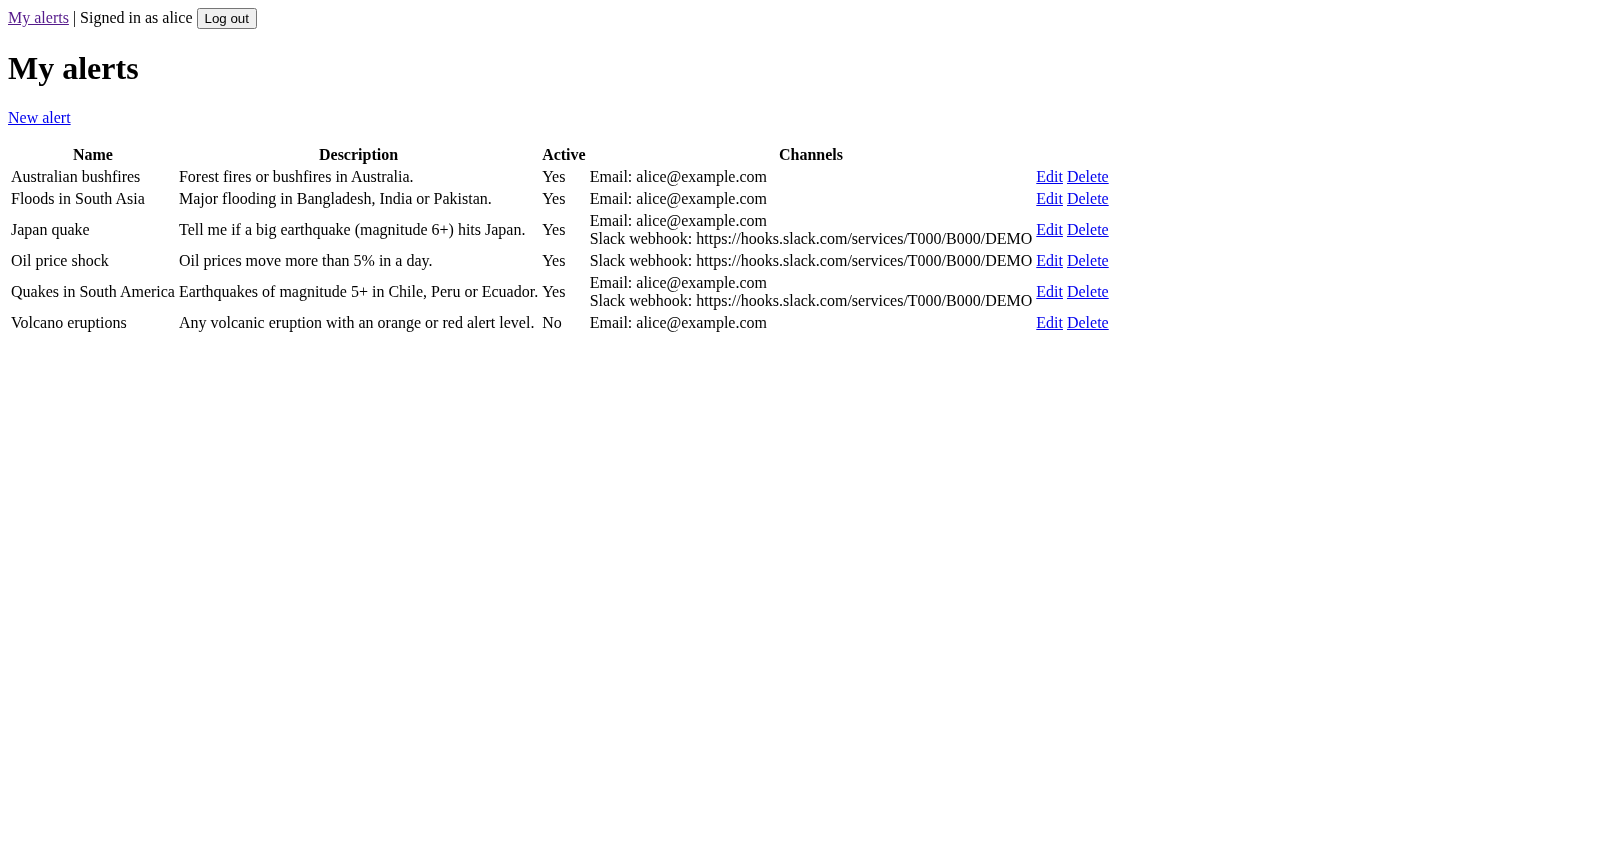 My alerts | Signed in as alice Log out
My alerts
New alert
Name Description Active Channels
Australian bushfires Forest fires or bushfires in Australia. Yes Email: alice@example.com Edit Delete
Floods in South Asia Major flooding in Bangladesh, India or Pakistan. Yes Email: alice@example.com Edit Delete
Japan quake Tell me if a big earthquake (magnitude 6+) hits Japan. Yes Email: alice@example.com
Slack webhook: https://hooks.slack.com/services/T000/B000/DEMO Edit Delete
Oil price shock Oil prices move more than 5% in a day. Yes Slack webhook: https://hooks.slack.com/services/T000/B000/DEMO Edit Delete
Quakes in South America Earthquakes of magnitude 5+ in Chile, Peru or Ecuador. Yes Email: alice@example.com
Slack webhook: https://hooks.slack.com/services/T000/B000/DEMO Edit Delete
Volcano eruptions Any volcanic eruption with an orange or red alert level. No Email: alice@example.com Edit Delete